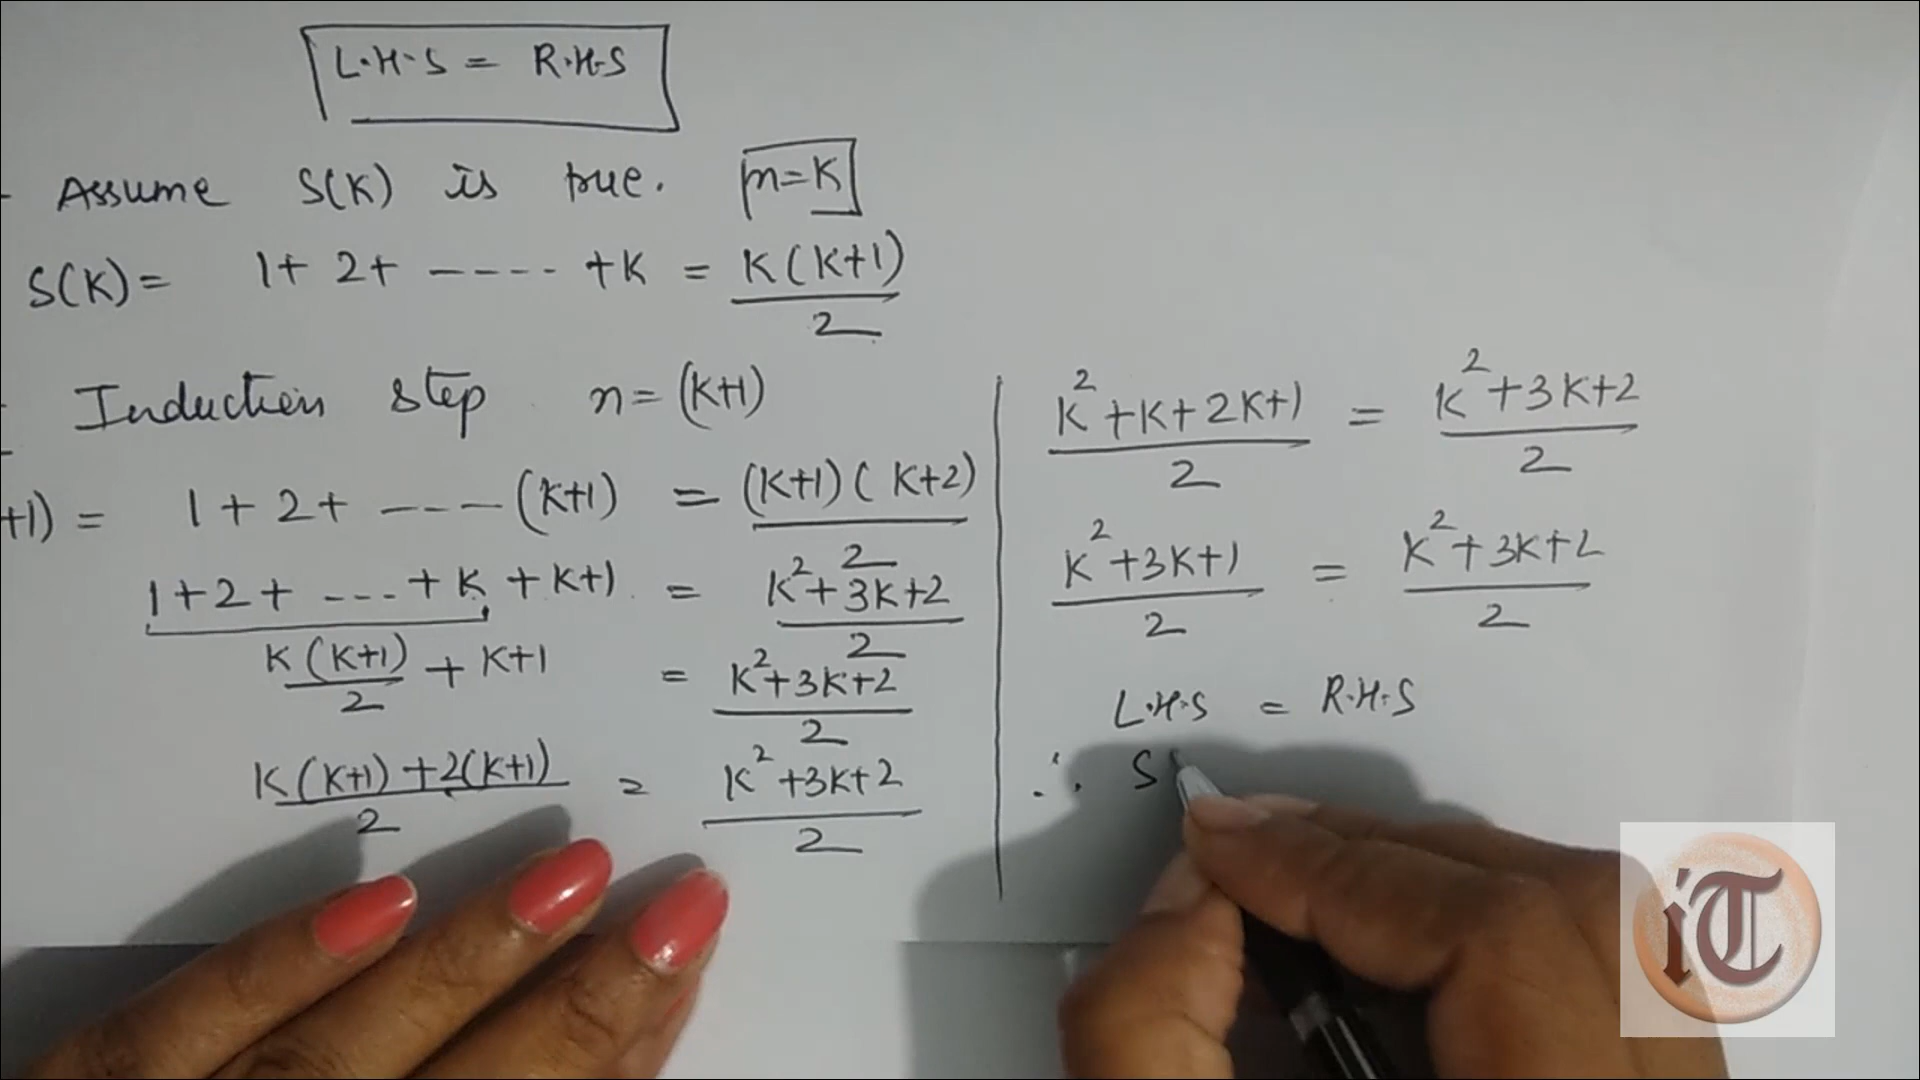 L.H.S = R.H.S
- Assume S(K) is true. n=K
S(K)= 1+ 2+ ----- +K = K(K+1)/2
- Induction step n=(K+1)
+1) = 1+2+ ----(K+1) = (K+1)(K+2)/2
1+2+ ---.+K + K+1 = K²+3K+2/2
K(K+1)/2 + K+1 = K²+3K+2/2
K(K+1)+2(K+1)/2 = K²+3K+2/2
K²+K+2K+1/2 = K²+3K+2/2
K²+3K+1/2 = K²+3K+2/2
L.H.S = R.H.S
∴ S
iT